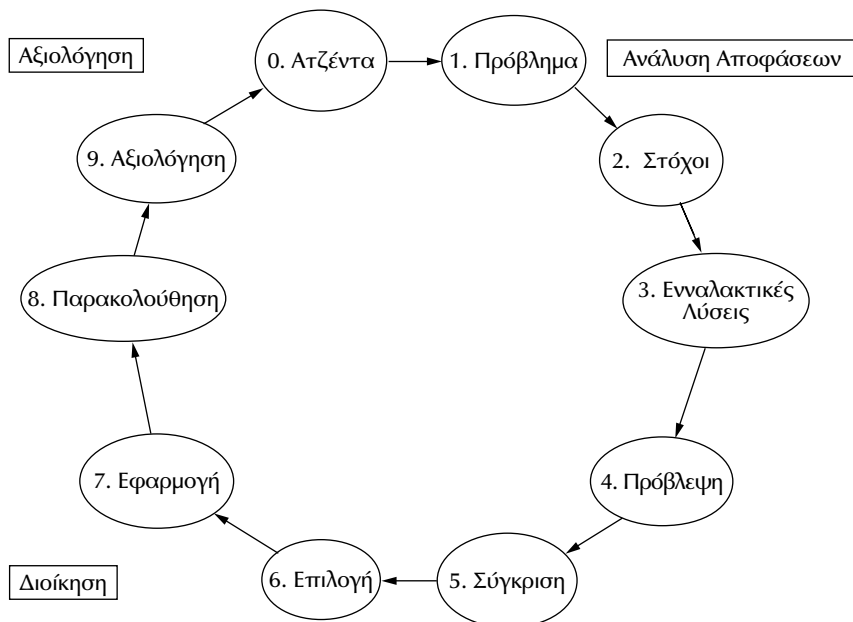 Αξιολόγηση
0. Ατζέντα
1. Πρόβλημα
Ανάλυση Αποφάσεων
9. Αξιολόγηση
2. Στόχοι
8. Παρακολούθηση
3. Ενναλακτικές
Λύσεις
7. Εφαρμογή
4. Πρόβλεψη
Διοίκηση
6. Επιλογή
5. Σύγκριση